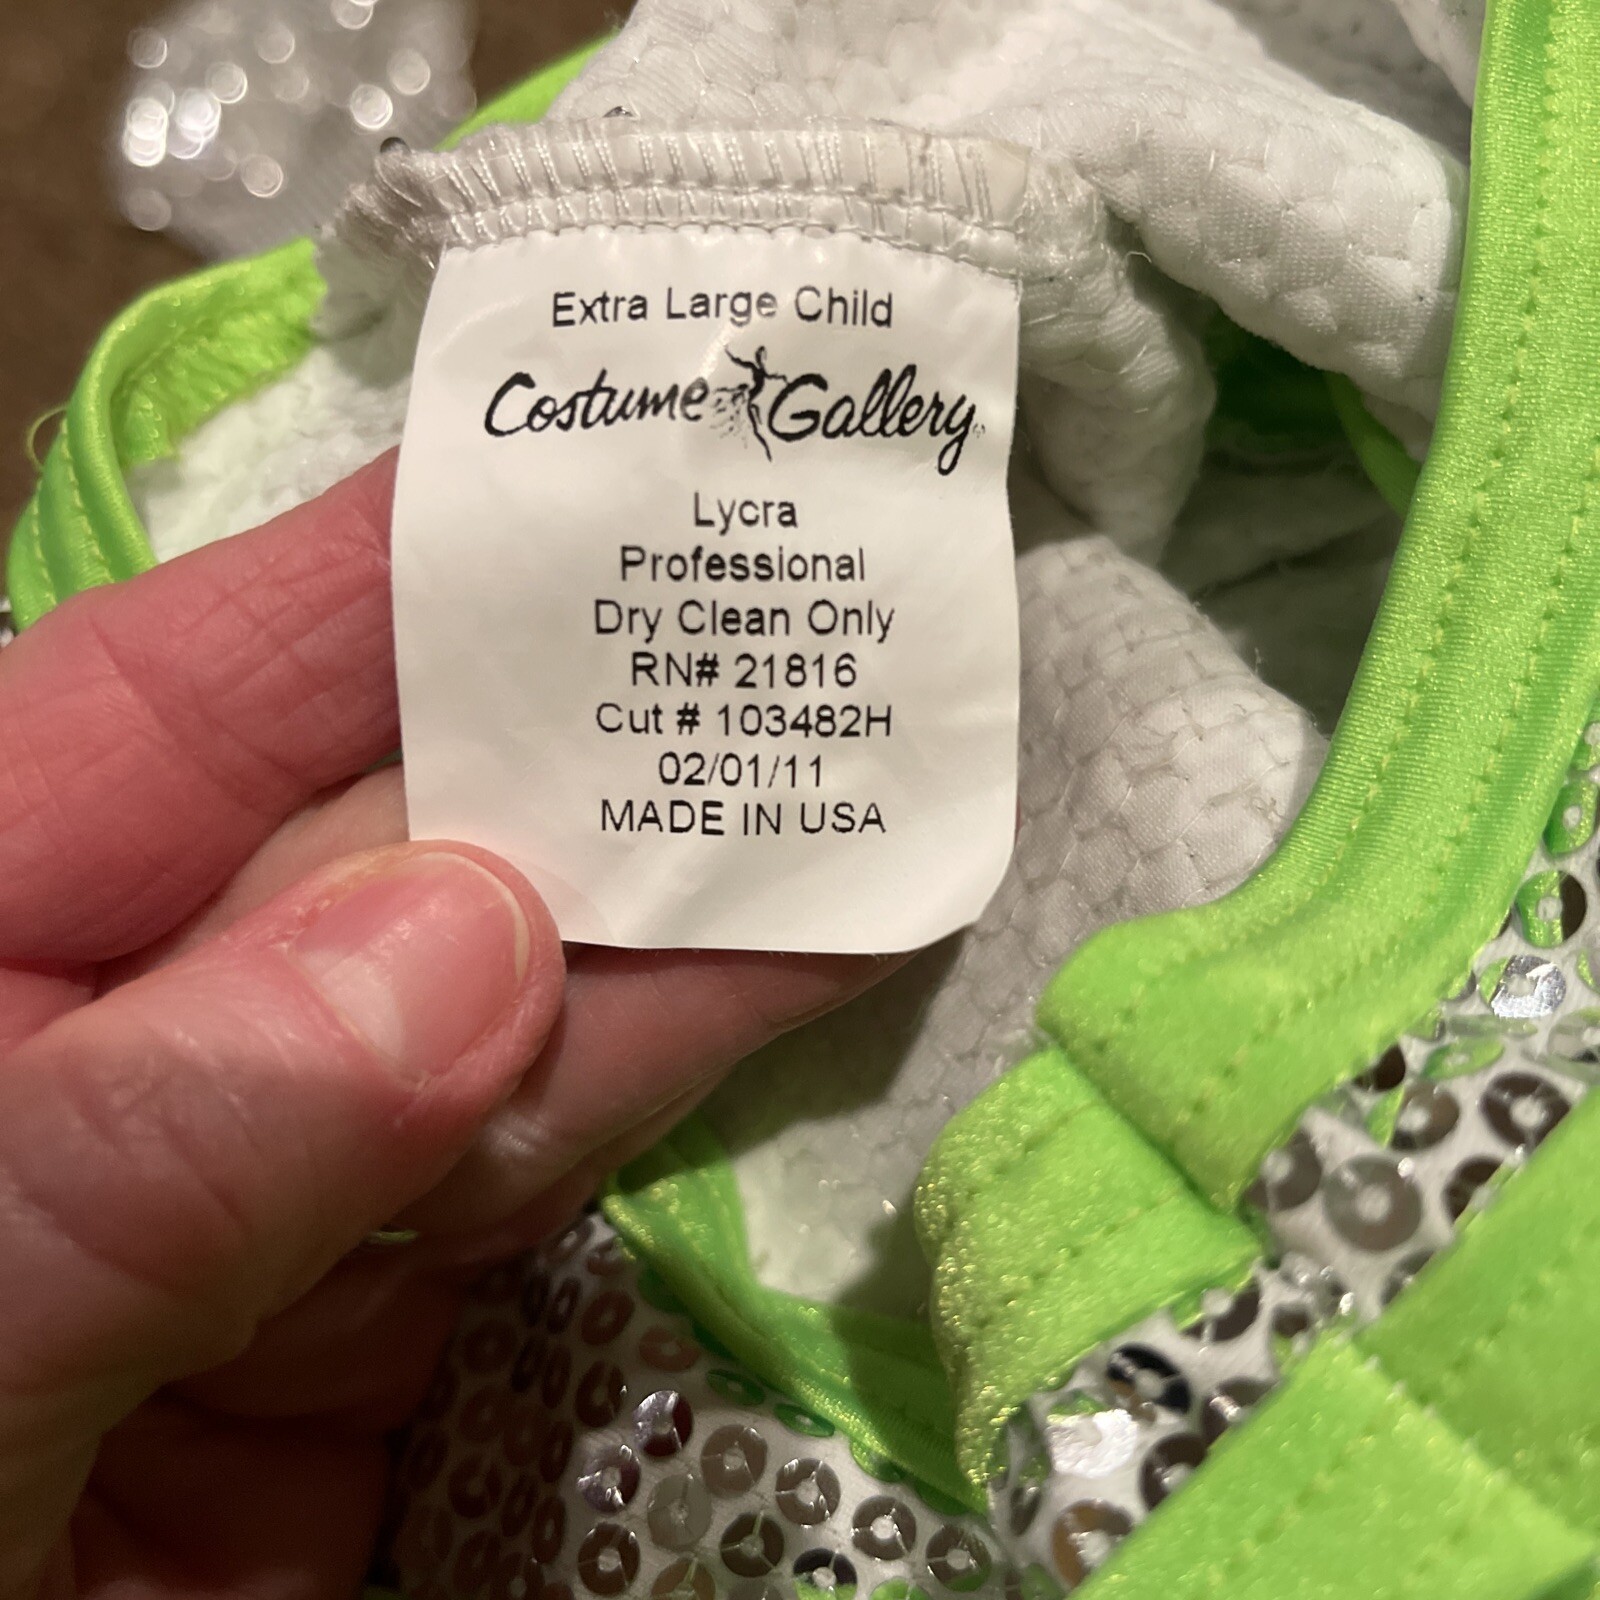 Extra Large Child
Costume Gallery
Lycra
Professional
Dry Clean Only
RN# 21816
Cut # 103482H
02/01/11
MADE IN USA